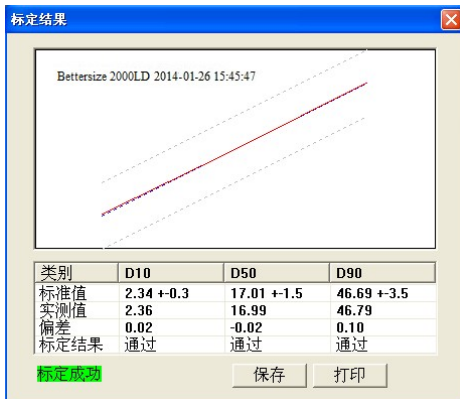 标定结果
Bettersize 2000LD 2014-01-26 15:45:47
类别 D10 D50 D90
标准值 2.34 +-0.3 17.01 +-1.5 46.69 +-3.5
实测值 2.36 16.99 46.79
偏差 0.02 -0.02 0.10
标定结果 通过 通过 通过
标定成功 保存 打印